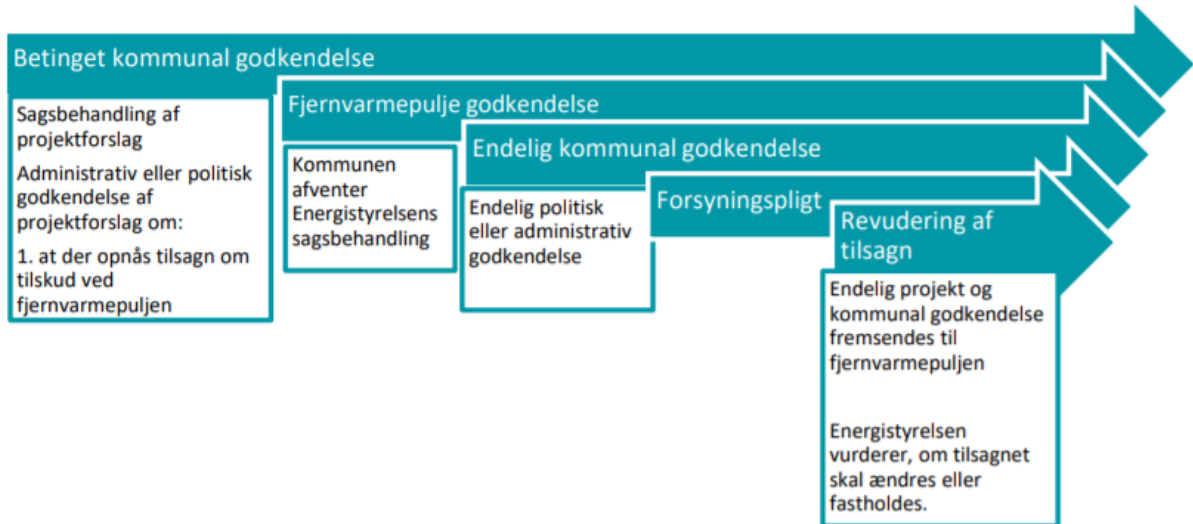 Betinget kommunal godkendelse
Sagsbehandling af
projektforslag
Administrativ eller politisk
godkendelse af
projektforslag om:
1. at der opnås tilsagn om
tilskud ved
fjernvarmepuljen
Fjernvarmepulje godkendelse
Kommunen
afventer
Energistyrelsens
sagsbehandling
Endelig kommunal godkendelse
Endelig politisk
eller administrativ
godkendelse
Forsyningspligt
Revudering af
tilsagn
Endelig projekt og
kommunal godkendelse
fremsendes til
fjernvarmepuljen
Energistyrelsen
vurderer, om tilsagnet
skal ændres eller
fastholdes.